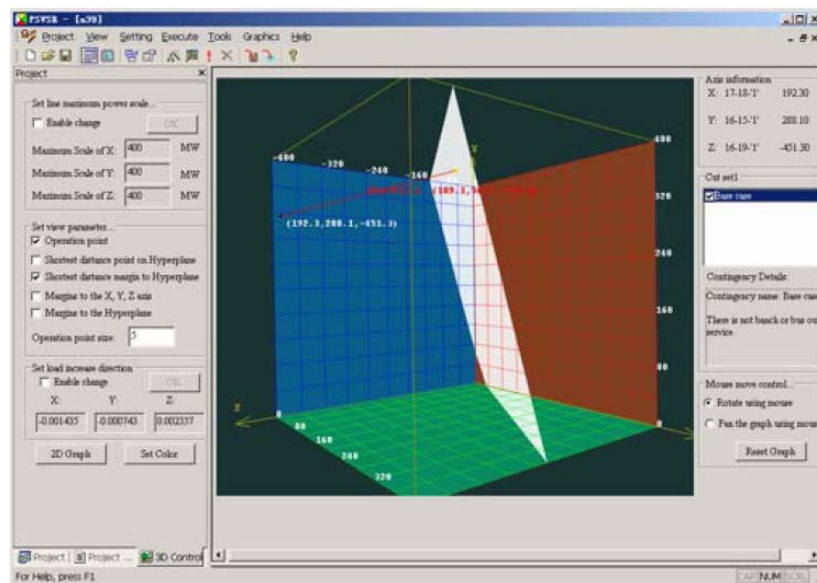 PSVSR - [n39]
Project View Setting Execute Tools Graphics Help
Project
Set line maximum power scale...
Enable change
OK
Maximum Scale of X: 400 MW
Maximum Scale of Y: 400 MW
Maximum Scale of Z: 400 MW
Set view parameter...
Operation point
Shortest distance point on Hyperplane
Shortest distance margin to Hyperplane
Margins to the X, Y, Z axis
Margins to the Hyperplane
Operation point size: 5
Set load increase direction
Enable change
OK
X: Y: Z:
-0.001435 -0.000743 0.002357
2D Graph Set Color
Project Project ... 3D Control
For Help, press F1
-600
-320
-240
-160
(192.3,288.1,-451.3)
Y
400
320
240
160
80
0
Z
0
80
160
240
320
Axis information
X: 17-18-'1' 192.30
Y: 16-15-'1' 288.10
Z: 16-19-'1' -451.30
Cut set1
Base case
Contingency Details:
Contingency name: Base case
There is not banch or bus ou
service.
Mouse move control...
Rotate using mouse
Pan the graph using mous
Reset Graph
CAP NUM SCRL